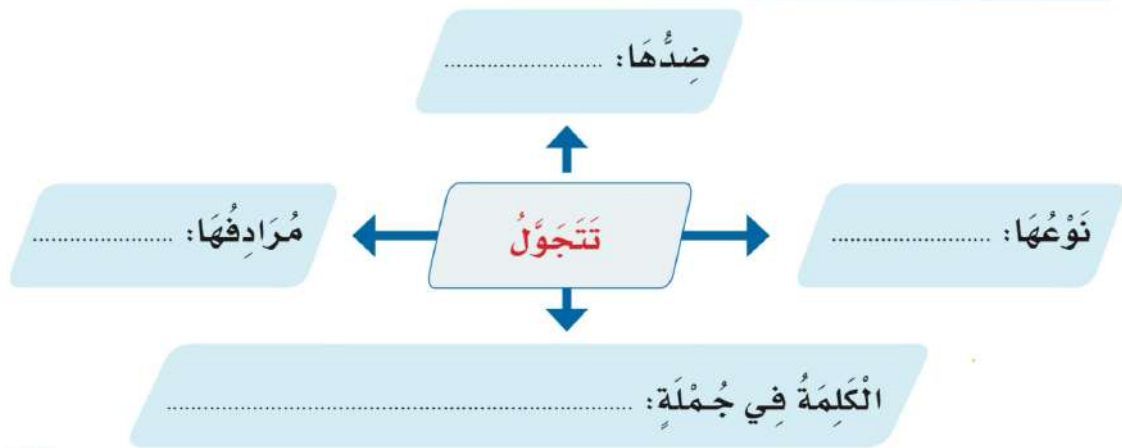 ضِدُّهَا: ........................
نَوْعُهَا: ........................
تَتَجَوَّلُ
مُرَادِفُهَا: .....................
الْكَلِمَةُ فِي جُمْلَةٍ: ........................................................................